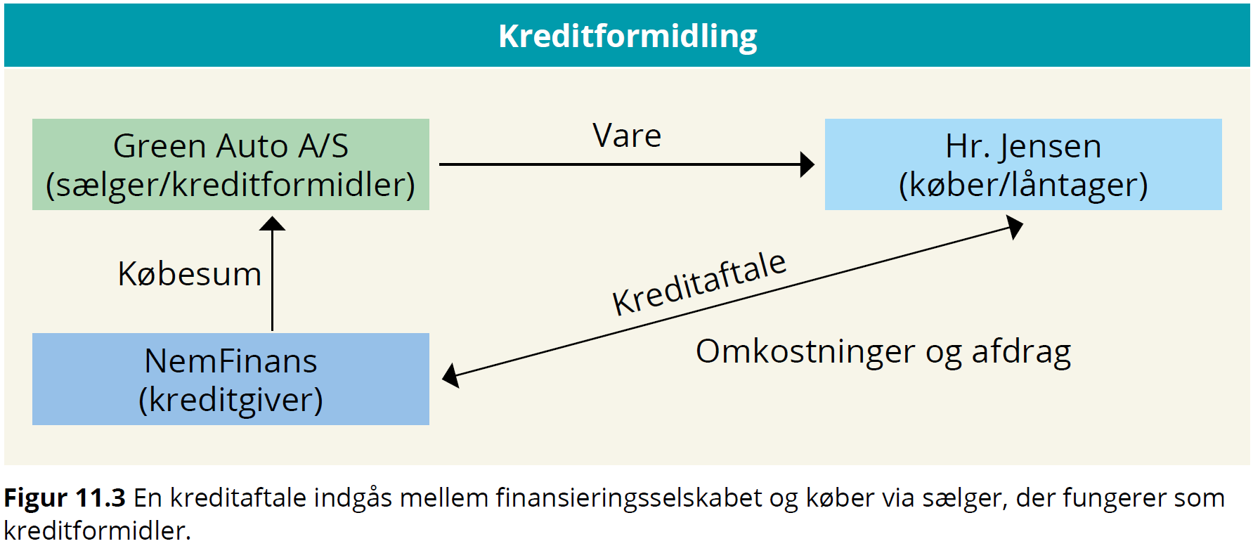 Kreditformidling
Green Auto A/S
(sælger/kreditformidler)
Vare
Hr. Jensen
(køber/låntager)
Købesum
Kreditaftale
NemFinans
(kreditgiver)
Omkostninger og afdrag
Figur 11.3 En kreditaftale indgås mellem finansieringsselskabet og køber via sælger, der fungerer som
kreditformidler.